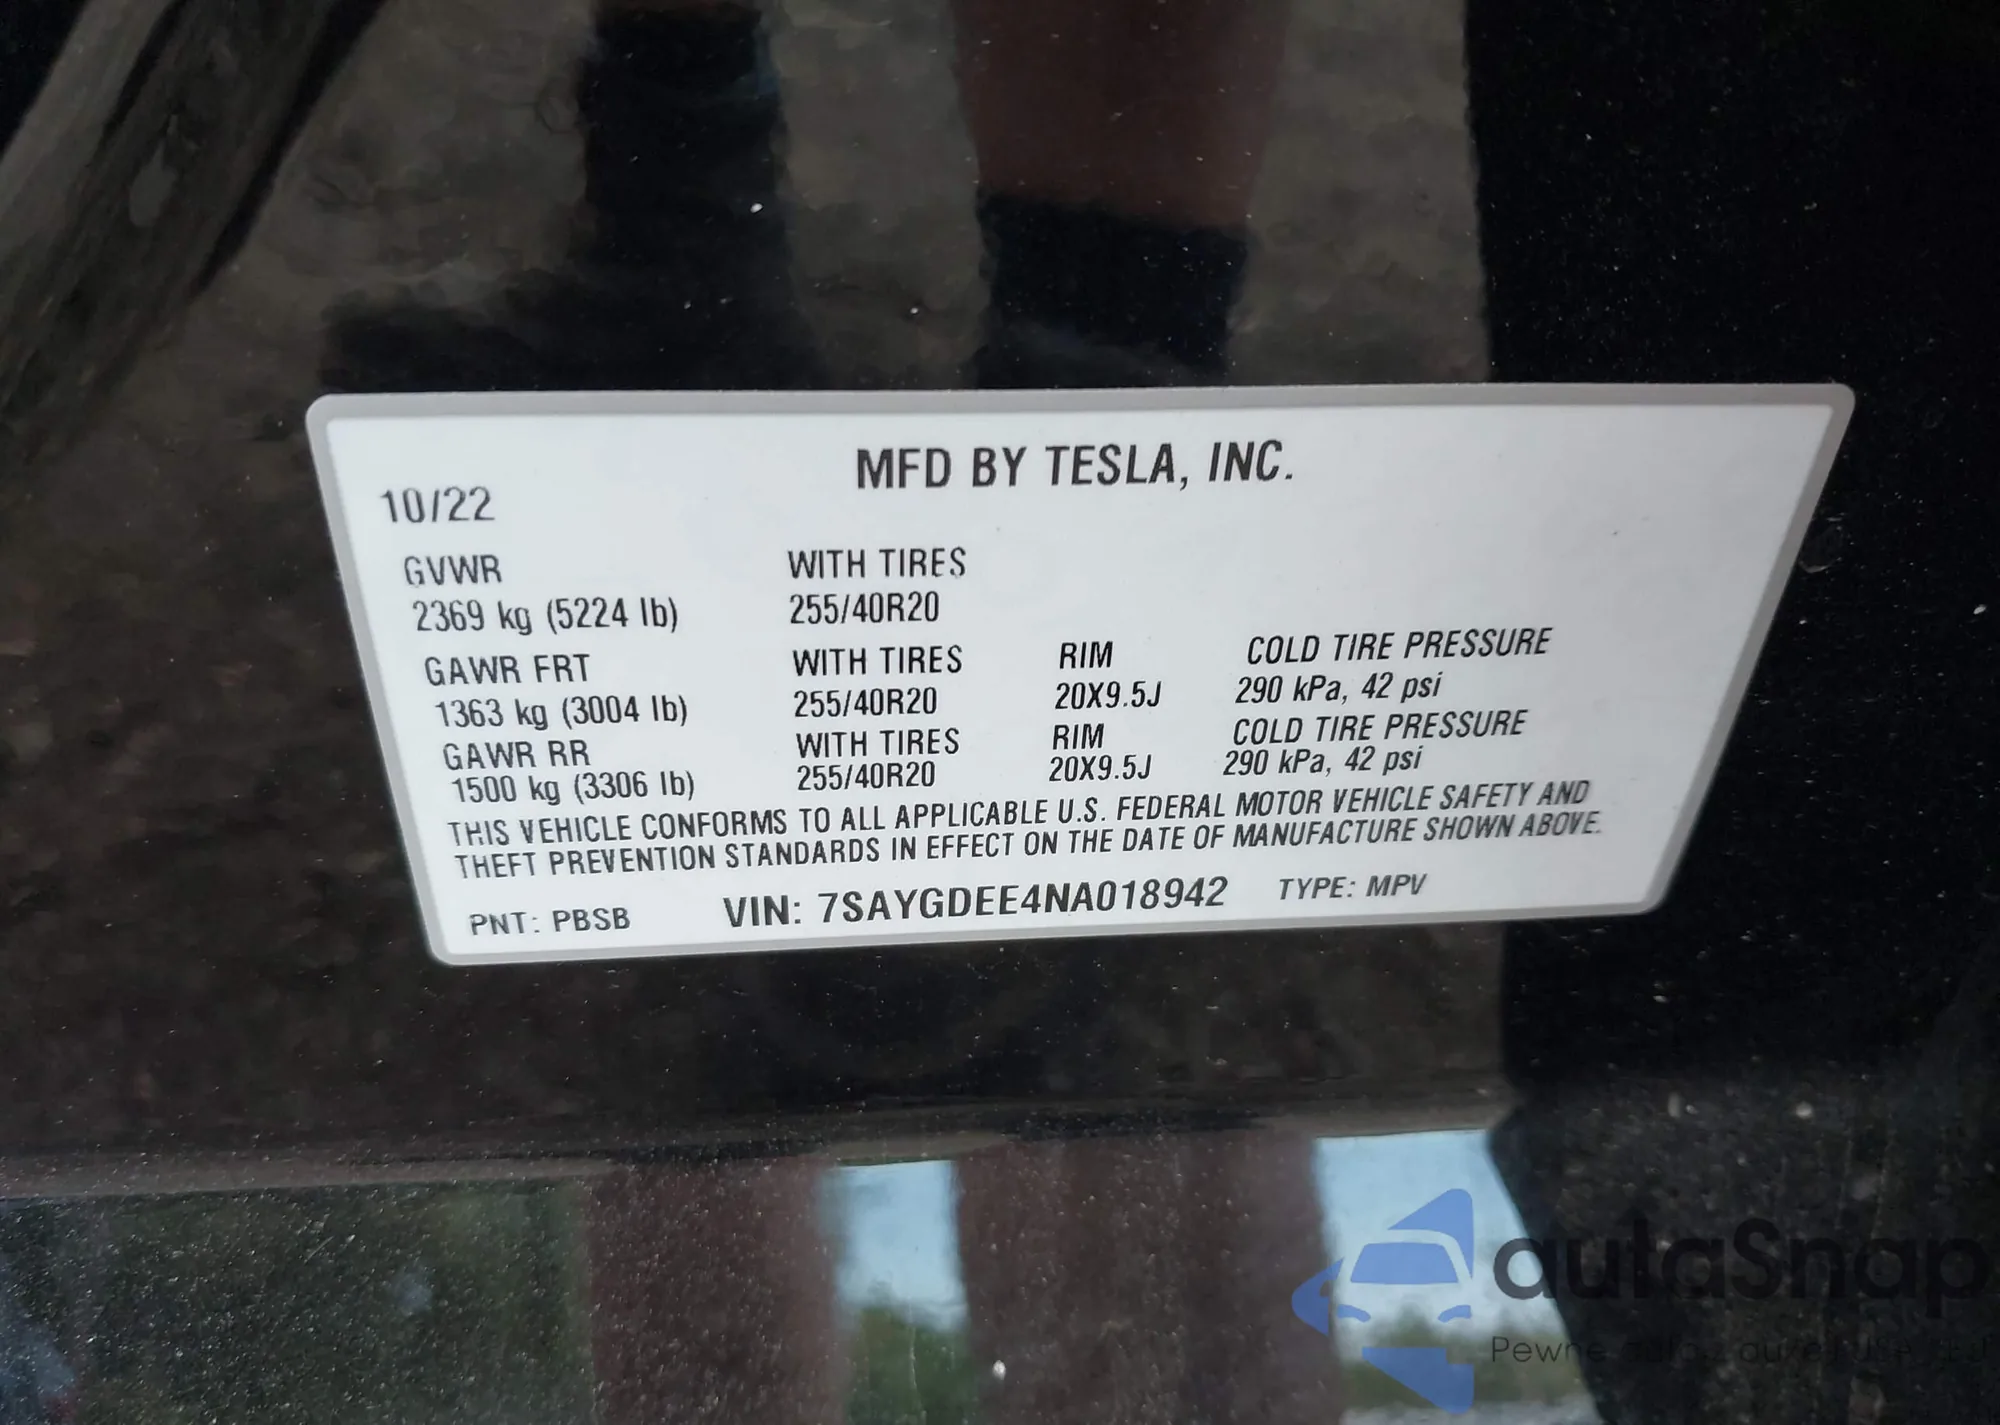 MFD BY TESLA, INC.
10/22
GVWR WITH TIRES
2369 kg (5224 lb) 255/40R20
GAWR FRT WITH TIRES RIM COLD TIRE PRESSURE
1363 kg (3004 lb) 255/40R20 20X9.5J 290 kPa, 42 psi
GAWR RR WITH TIRES RIM COLD TIRE PRESSURE
1500 kg (3306 lb) 255/40R20 20X9.5J 290 kPa, 42 psi
THIS VEHICLE CONFORMS TO ALL APPLICABLE U.S. FEDERAL MOTOR VEHICLE SAFETY AND
THEFT PREVENTION STANDARDS IN EFFECT ON THE DATE OF MANUFACTURE SHOWN ABOVE.
PNT: PBSB VIN: 7SAYGDEE4NA018942 TYPE: MPV
autaSnap
Pewne auta z